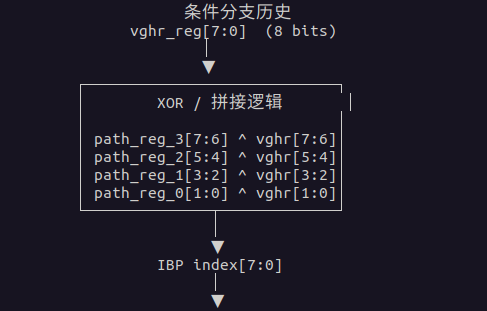 条件分支历史
vghr_reg[7:0] (8 bits)
XOR / 拼接逻辑
path_reg_3[7:6] ^ vghr[7:6]
path_reg_2[5:4] ^ vghr[5:4]
path_reg_1[3:2] ^ vghr[3:2]
path_reg_0[1:0] ^ vghr[1:0]
IBP index[7:0]